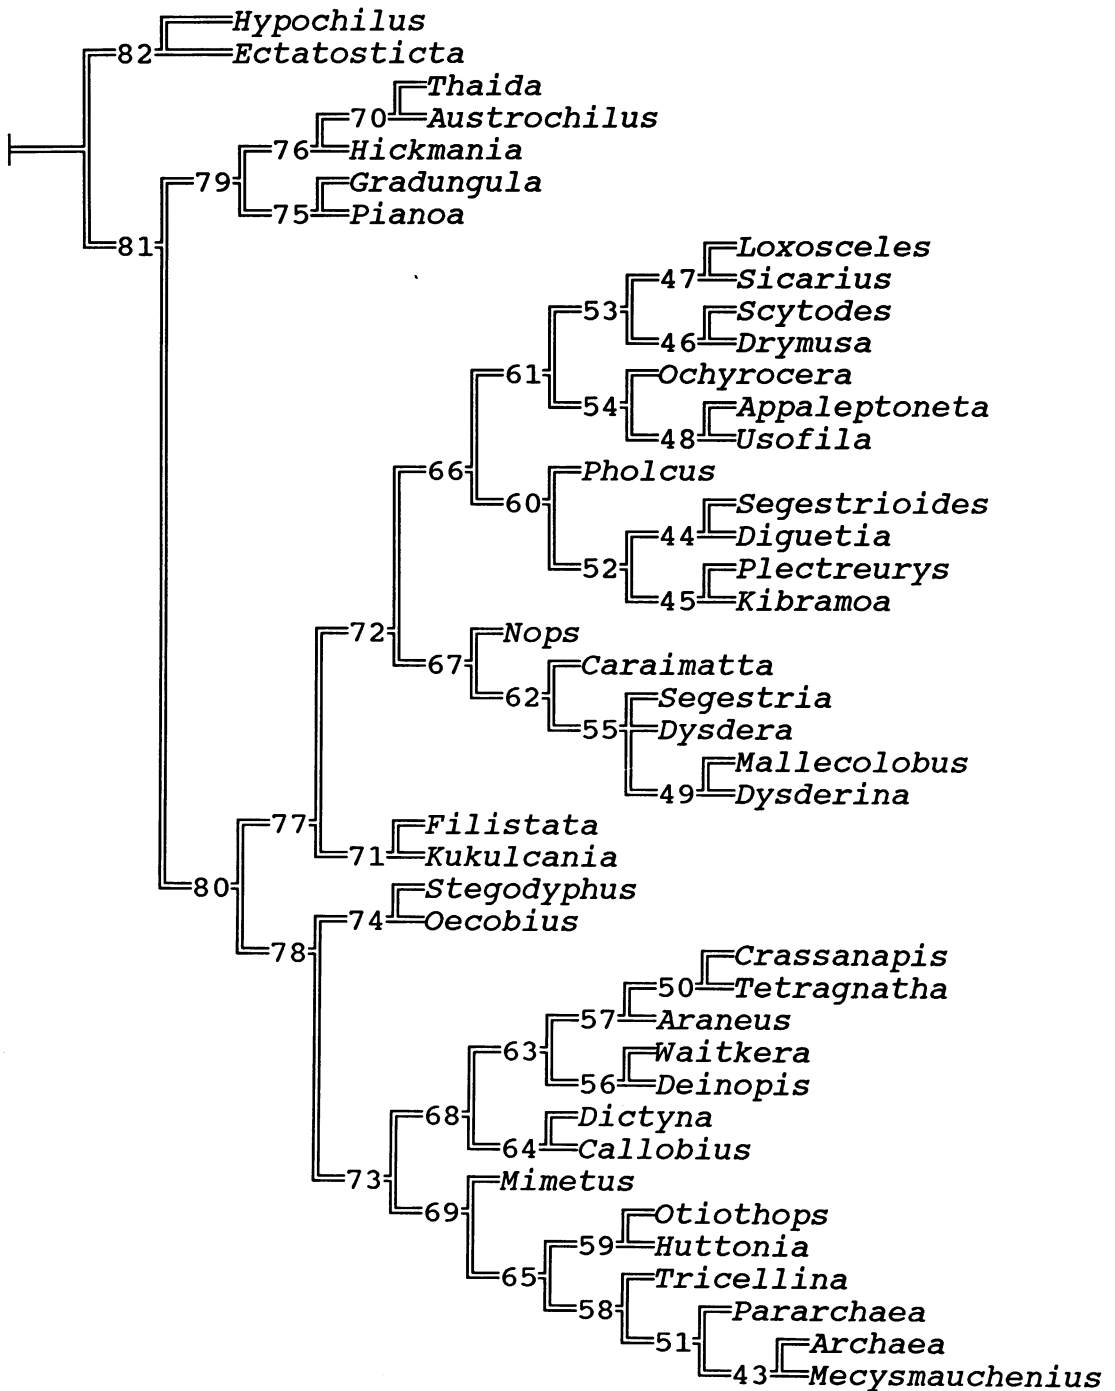 Hypochilus
82 Ectatosticta
Thaida
70 Austrochilus
76 Hickmania
79 Gradungula
75 Pianoa
81 Loxosceles
47 Sicarius
53 Scytodes
46 Drymusa
61 Ochyrocera
54 Appaleptoneta
48 Usofila
66 Pholcus
60 Segestrioides
44 Diguetia
52 Plectreurys
45 Kibramoa
72 Nops
67 Caraimatta
62 Segestria
55 Dysdera
Mallecolobus
49 Dysderina
77 Filistata
71 Kukulcania
80 Stegodyphus
74 Oecobius
78 Crassanapis
50 Tetragnatha
57 Araneus
63 Waitkera
56 Deinopis
68 Dictyna
64 Callobius
73 Mimetus
69 Otiothops
59 Huttonia
65 Tricellina
58 Pararchaea
51 Archaea
43 Mecysmauchenius